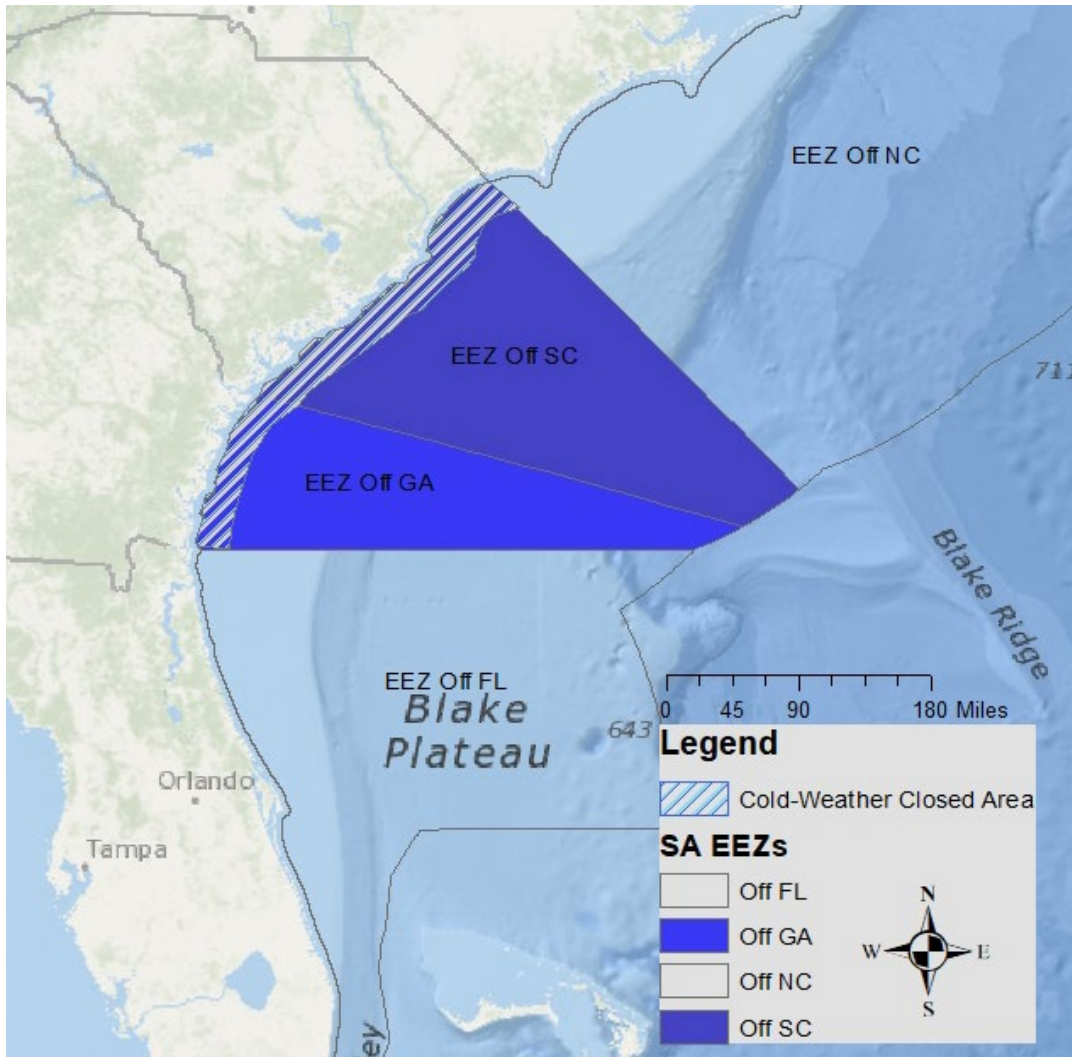 EEZ Off NC
711
EEZ Off SC
EEZ Off GA
Blake Ridge
EEZ Off FL
Blake
Plateau
643
0 45 90 180 Miles
Orlando
Tampa
ey
Legend
Cold-Weather Closed Area
SA EEZs
Off FL
Off GA
Off NC
Off SC
N
W E
S